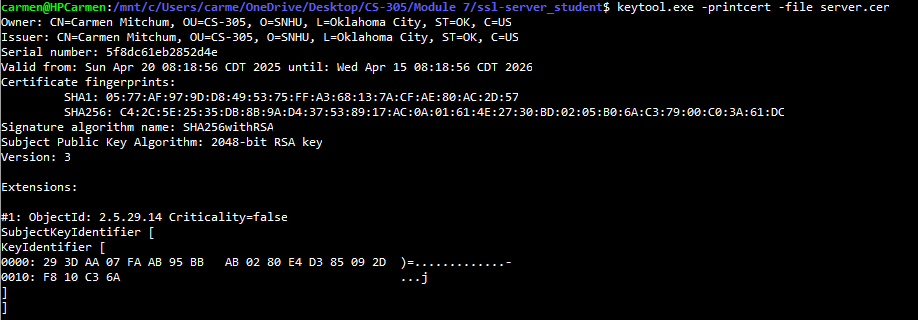 carmen@HPCarmen:/mnt/c/Users/carme/OneDrive/Desktop/CS-305/Module 7/ssl-server_student$ keytool.exe -printcert -file server.cer
Owner: CN=Carmen Mitchum, OU=CS-305, O=SNHU, L=Oklahoma City, ST=OK, C=US
Issuer: CN=Carmen Mitchum, OU=CS-305, O=SNHU, L=Oklahoma City, ST=OK, C=US
Serial number: 5f8dc61eb2852d4e
Valid from: Sun Apr 20 08:18:56 CDT 2025 until: Wed Apr 15 08:18:56 CDT 2026
Certificate fingerprints:
         SHA1: 05:77:AF:97:9D:D8:49:53:75:FF:A3:68:13:7A:CF:AE:80:AC:2D:57
         SHA256: C4:2C:5E:25:35:DB:8B:9A:D4:37:53:89:17:AC:0A:01:61:4E:27:30:BD:02:05:B0:6A:C3:79:00:C0:3A:61:DC
Signature algorithm name: SHA256withRSA
Subject Public Key Algorithm: 2048-bit RSA key
Version: 3
Extensions:
#1: ObjectId: 2.5.29.14 Criticality=false
SubjectKeyIdentifier [
KeyIdentifier [
0000: 29 3D AA 07 FA AB 95 BB   AB 02 80 E4 D3 85 09 2D  )=.............-
0010: F8 10 C3 6A                                        ...j
]
]